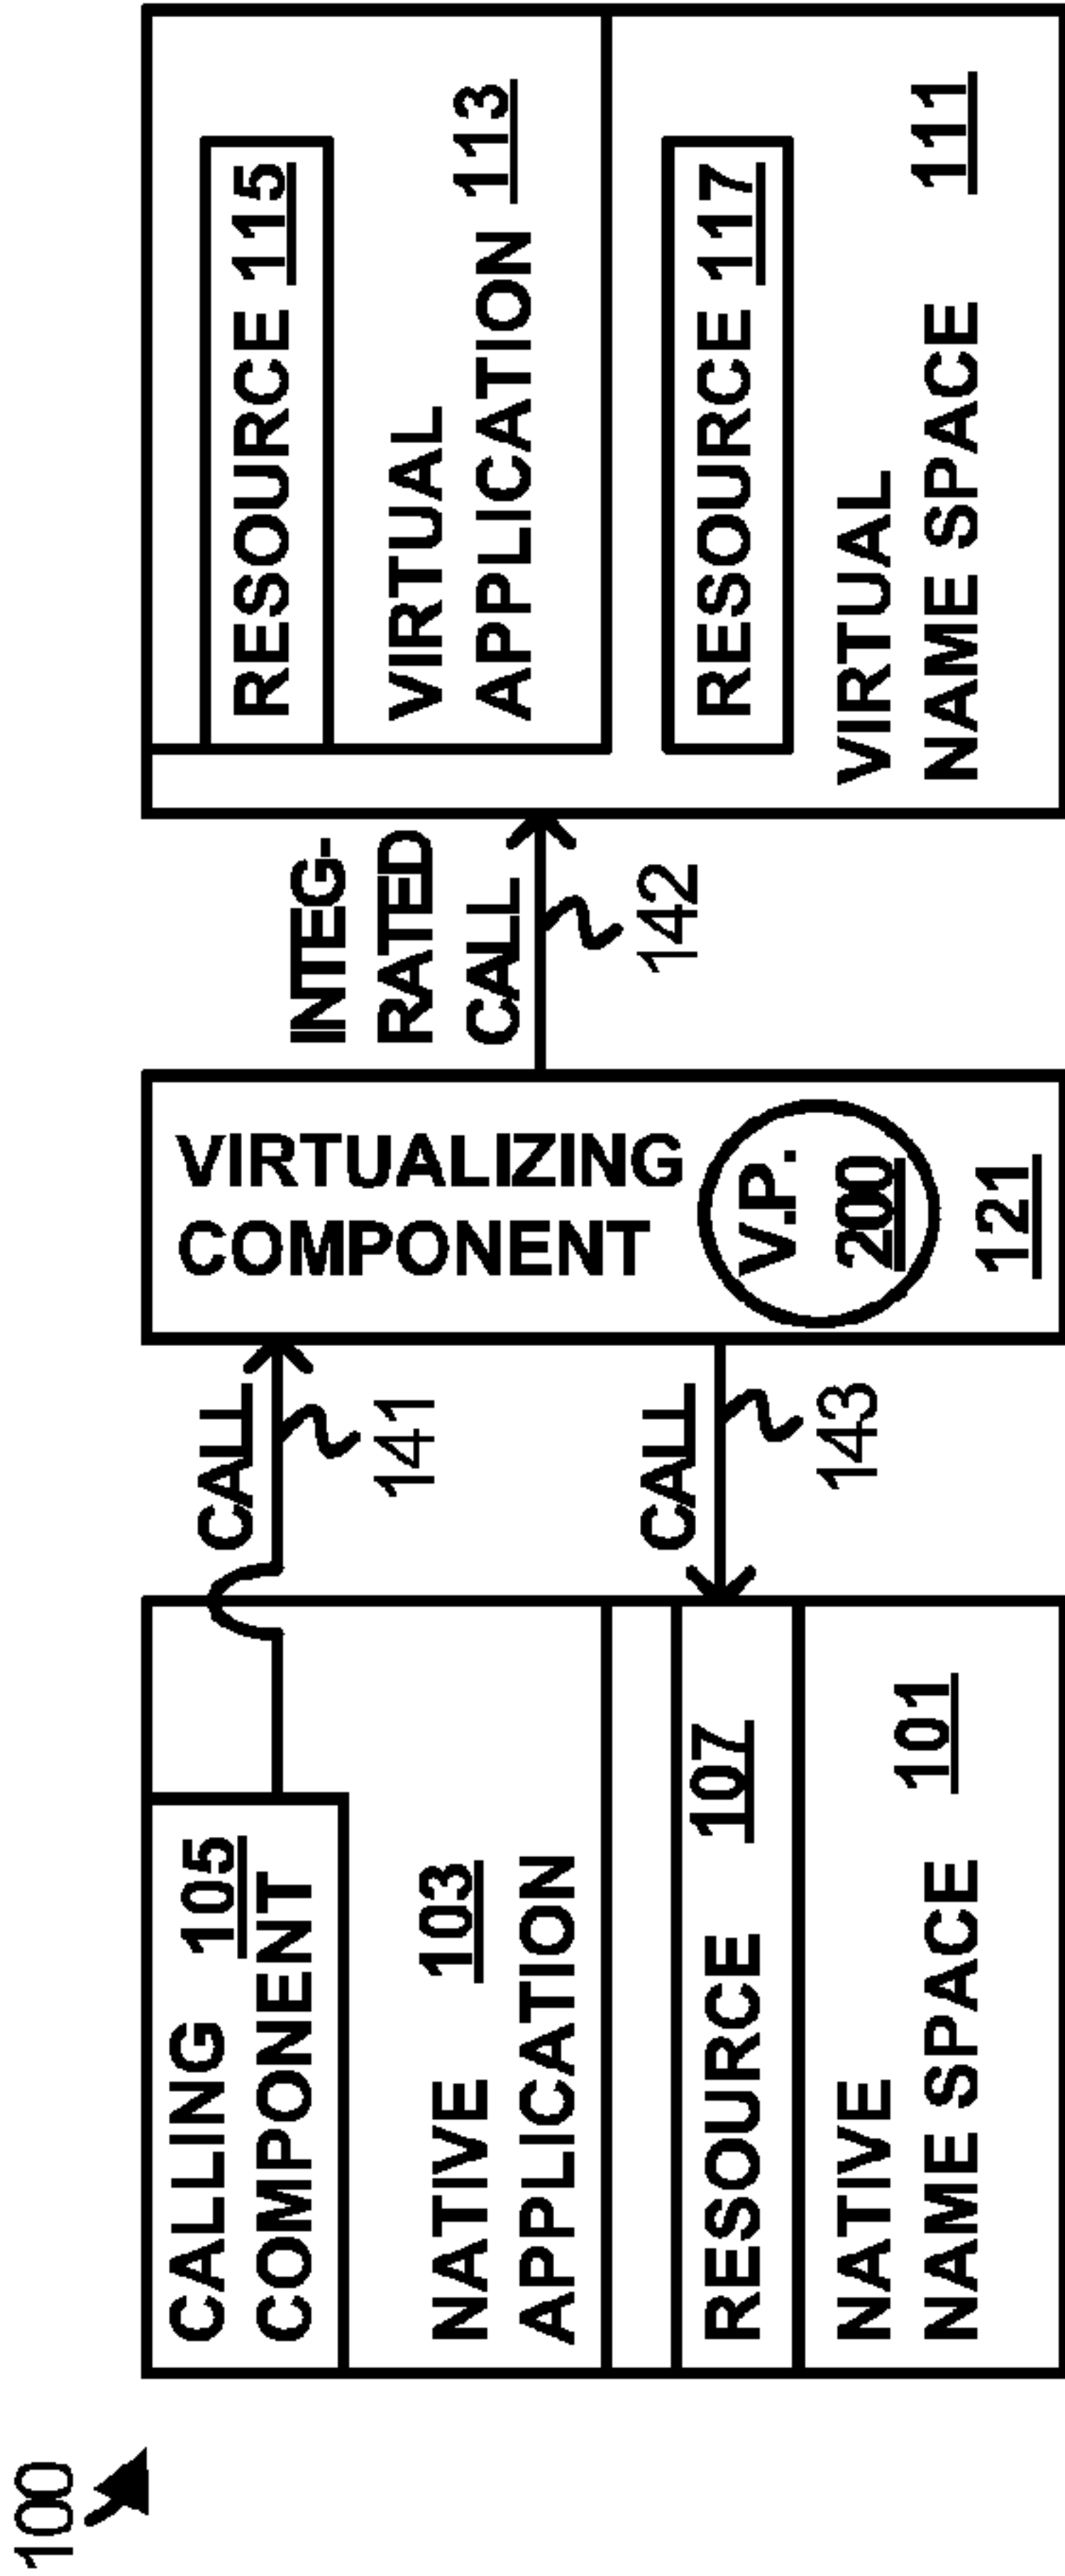 100
CALLING 105
COMPONENT
NATIVE 103
APPLICATION
RESOURCE 107
NATIVE
NAME SPACE 101
CALL
141
CALL
143
VIRTUALIZING
COMPONENT
V.P.
200
121
INTEG-
RATED
CALL
142
RESOURCE 115
VIRTUAL
APPLICATION 113
RESOURCE 117
VIRTUAL
NAME SPACE 111